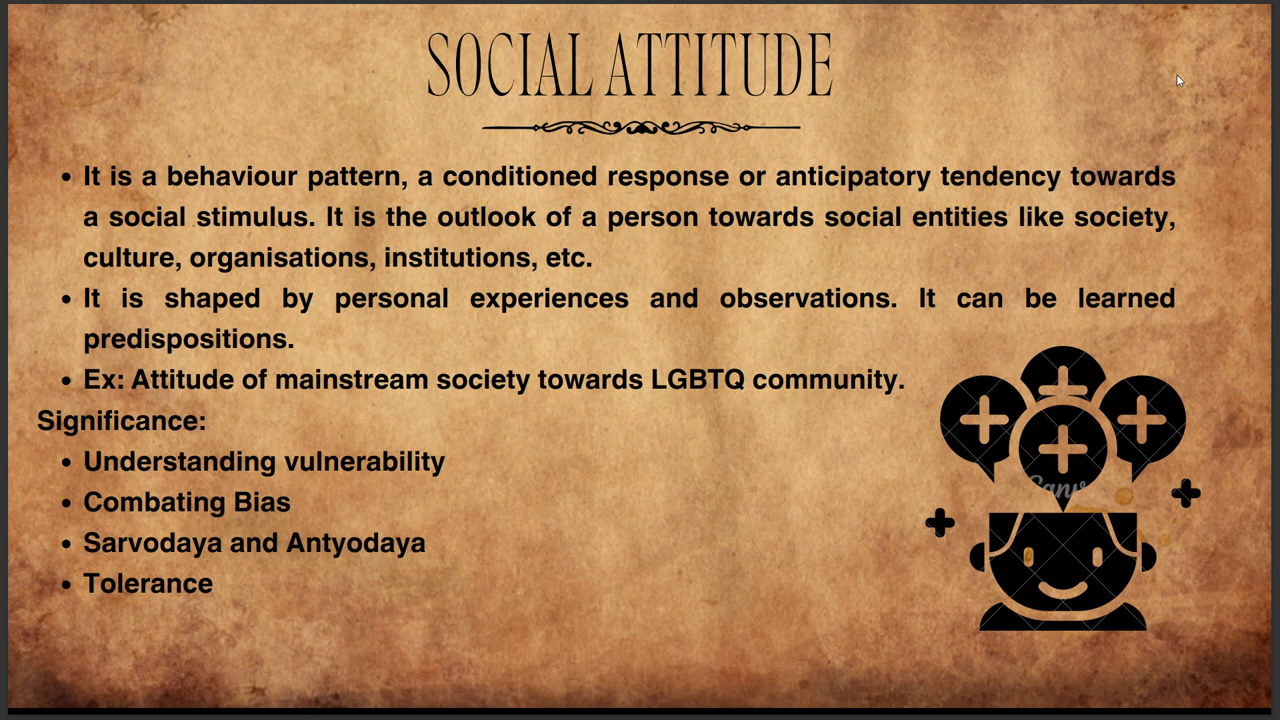 SOCIAL ATTITUDE
• It is a behaviour pattern, a conditioned response or anticipatory tendency towards
a social stimulus. It is the outlook of a person towards social entities like society,
culture, organisations, institutions, etc.
• It is shaped by personal experiences and observations. It can be learned
predispositions.
• Ex: Attitude of mainstream society towards LGBTQ community.
Significance:
• Understanding vulnerability
• Combating Bias
• Sarvodaya and Antyodaya
• Tolerance